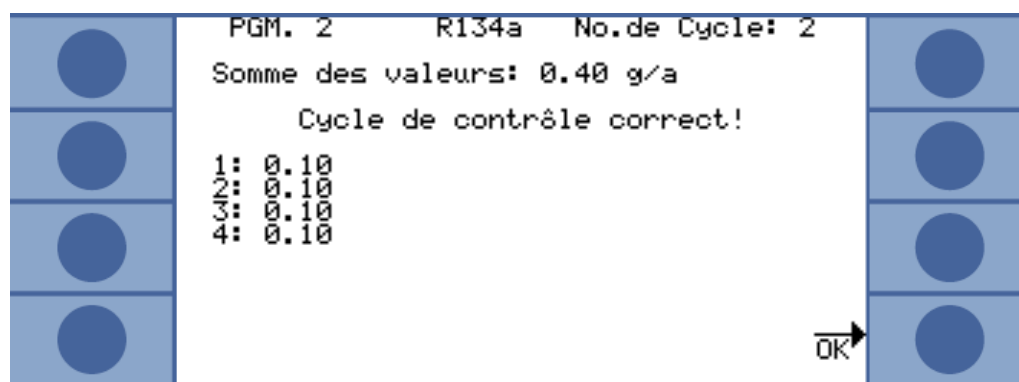 PGM. 2 R134a No.de Cycle: 2
Somme des valeurs: 0.40 g/a
Cycle de contrôle correct!
1: 0.10
2: 0.10
3: 0.10
4: 0.10
OK